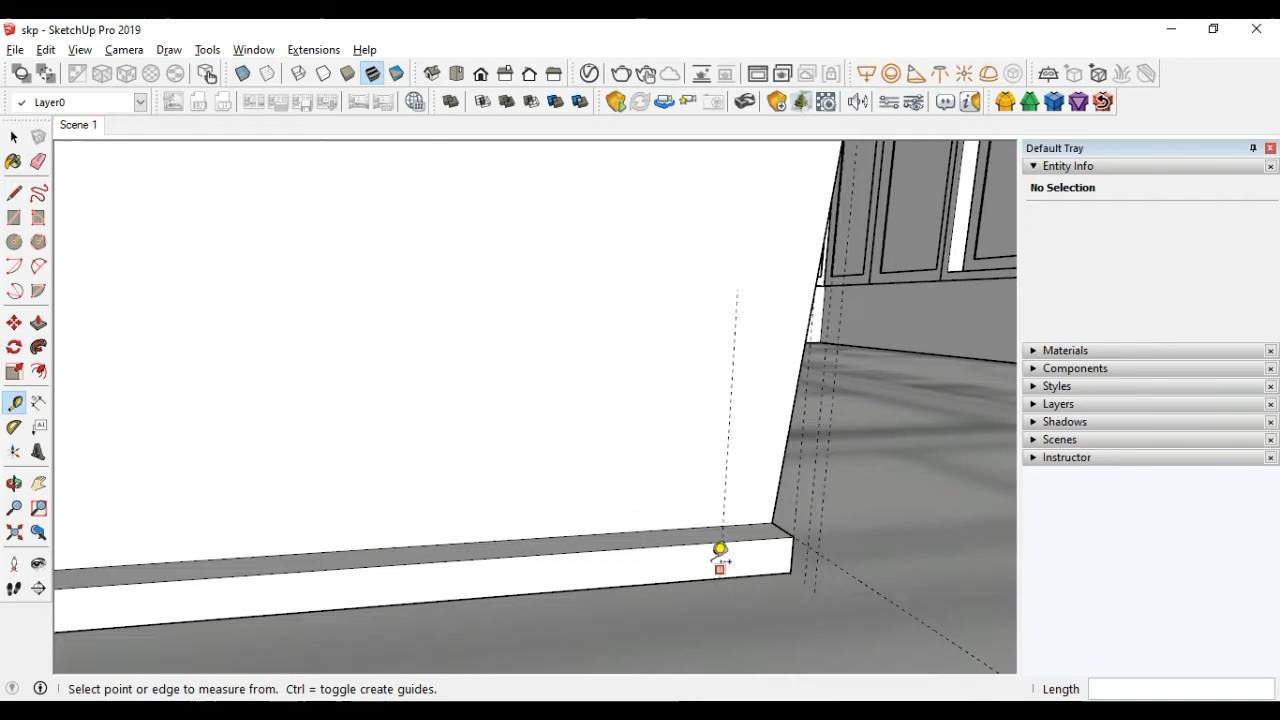 skp - SketchUp Pro 2019
File Edit View Camera Draw Tools Window Extensions Help
✓ Layer0
Scene 1
Default Tray
Entity Info
No Selection
Materials
Components
Styles
Layers
Shadows
Scenes
Instructor
Select point or edge to measure from. Ctrl = toggle create guides.
Length